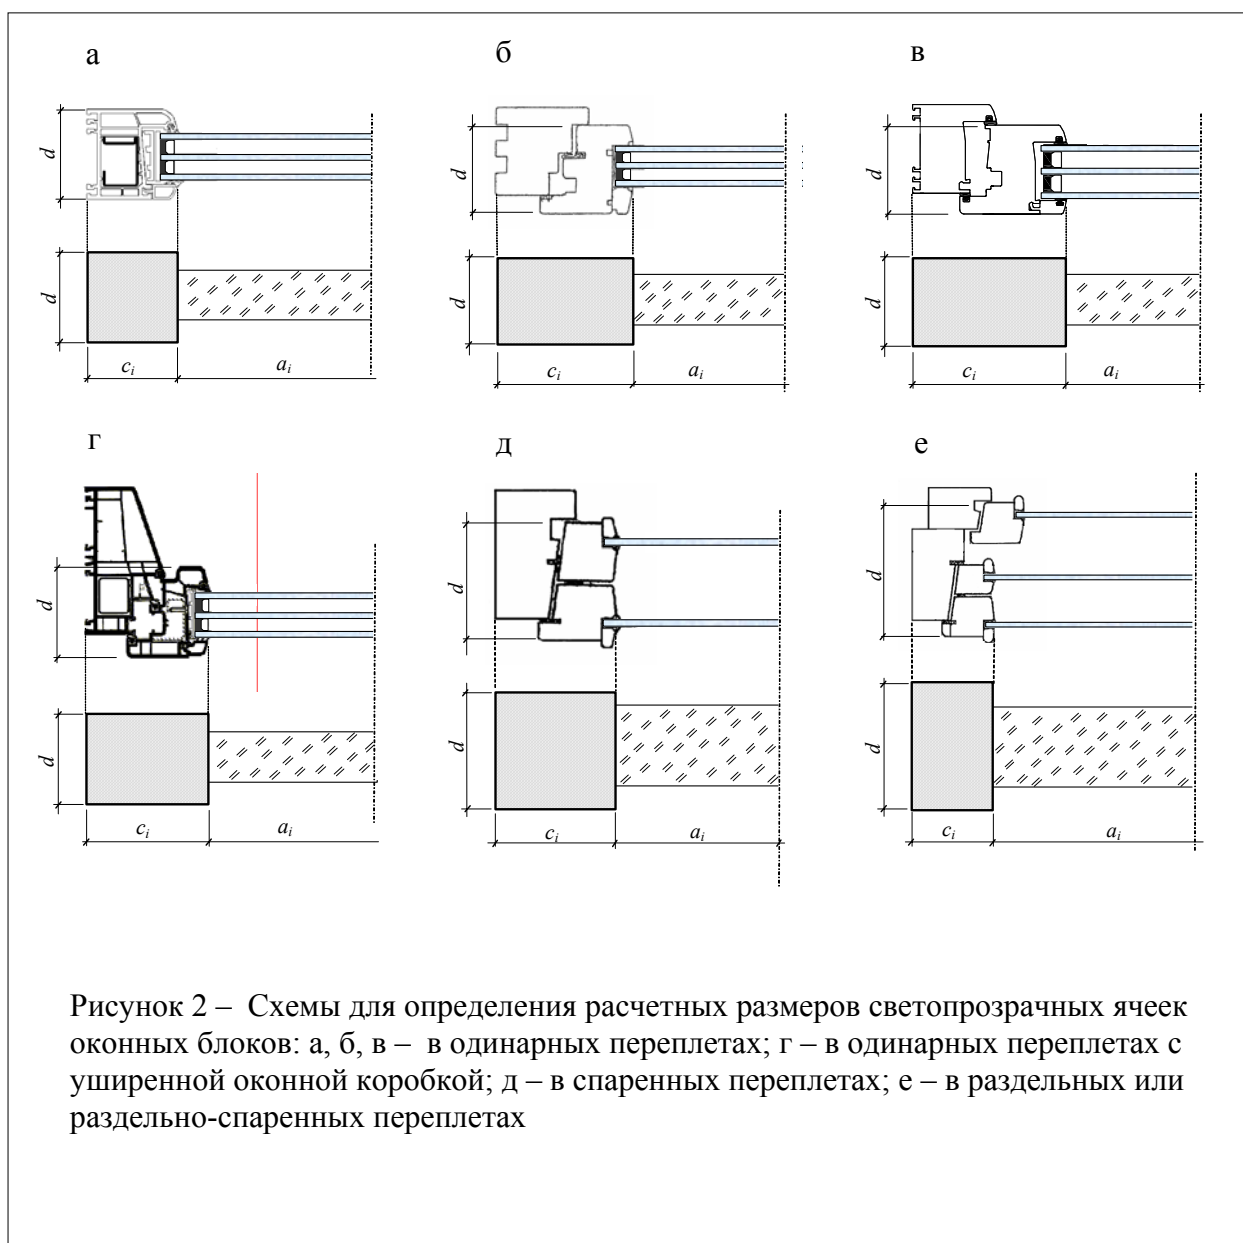 а
б
в
d
d
d
d
d
d
cᵢ
aᵢ
cᵢ
aᵢ
cᵢ
aᵢ
г
д
е
d
d
d
d
d
d
cᵢ
aᵢ
cᵢ
aᵢ
cᵢ
aᵢ
Рисунок 2 – Схемы для определения расчетных размеров светопрозрачных ячеек
оконных блоков: а, б, в – в одинарных переплетах; г – в одинарных переплетах с
уширенной оконной коробкой; д – в спаренных переплетах; е – в раздельных или
раздельно-спаренных переплетах